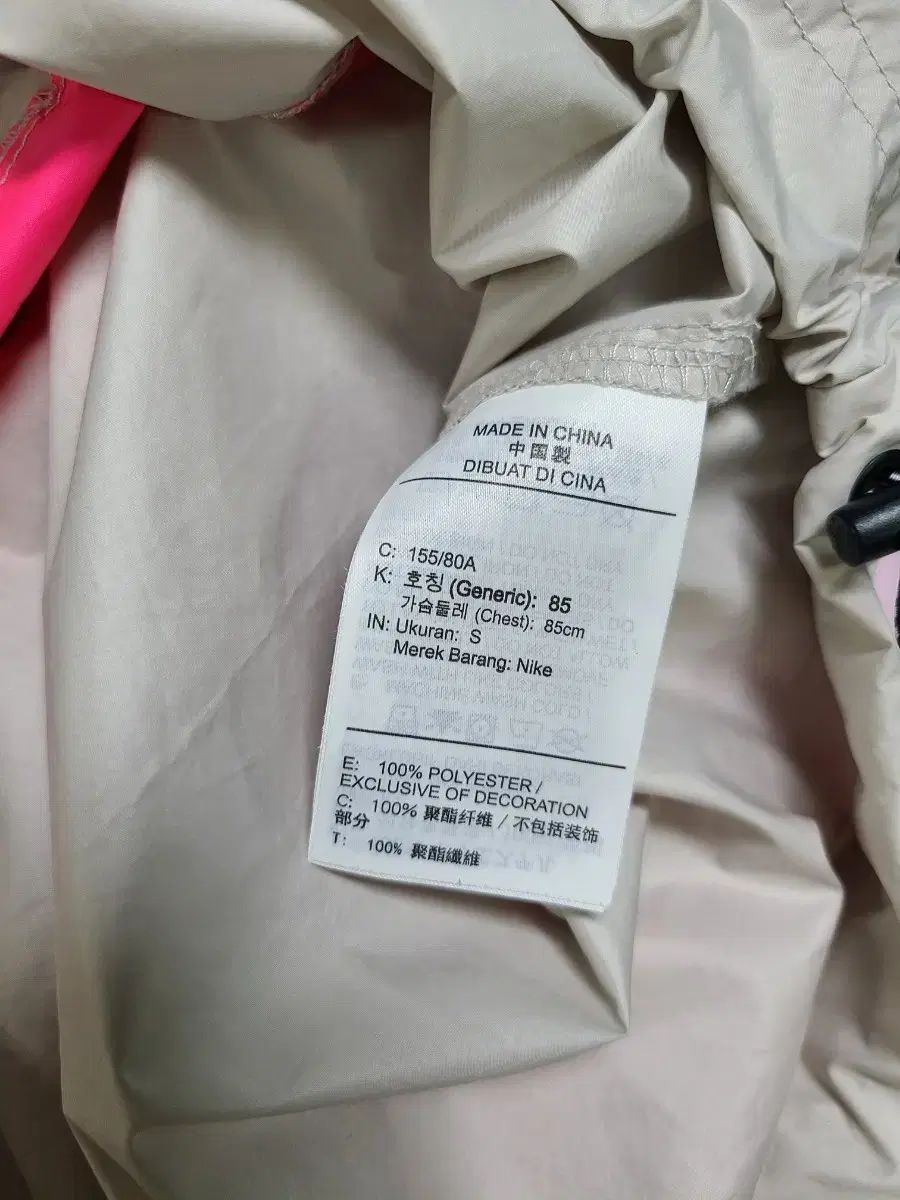 MADE IN CHINA
中国製
DIBUAT DI CINA
C: 155/80A
K: 호칭 (Generic): 85
가슴둘레 (Chest): 85cm
IN: Ukuran: S
Merek Barang: Nike
E: 100% POLYESTER /
EXCLUSIVE OF DECORATION
C: 100% 聚酯纤维 / 不包括装饰
部分
T: 100% 聚酯纖維